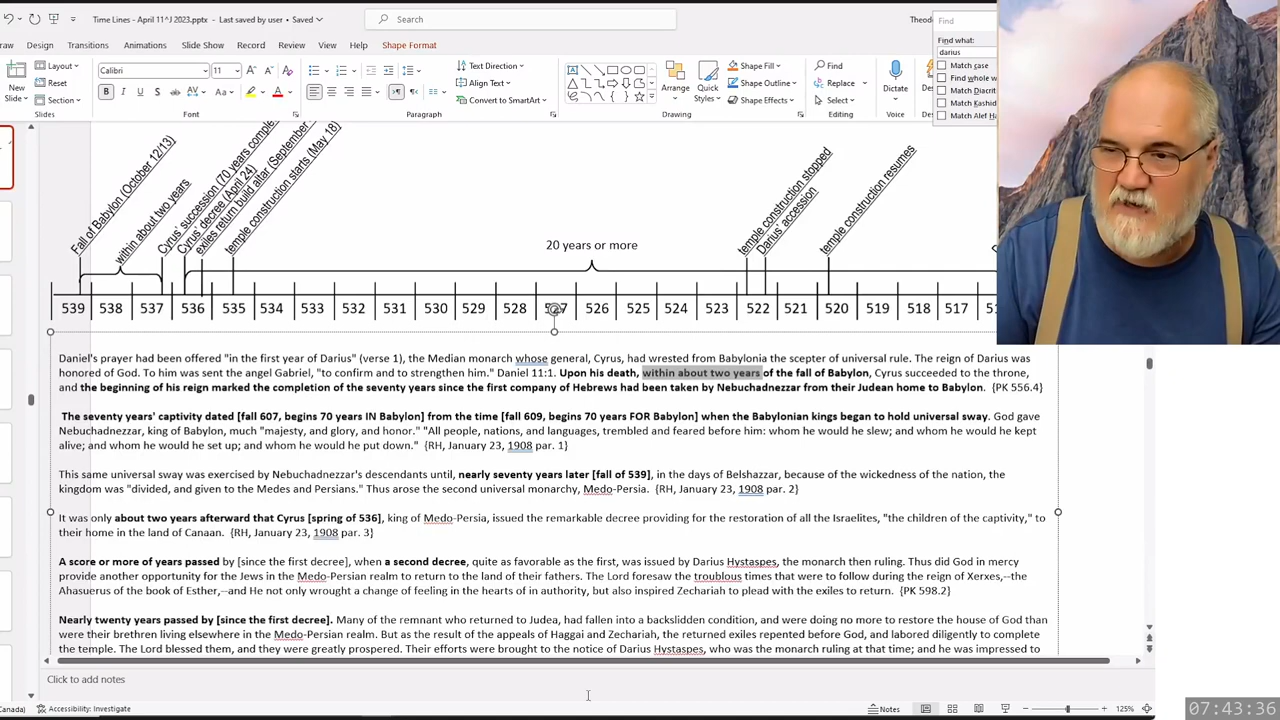 Time Lines - April 11^J 2023.pptx • Last saved by user • Saved
Search
Find
raw Design Transitions Animations Slide Show Record Review View Help Shape Format
Find what:
darius
Match case
Find whole w
Match Diacrit
Match Kashid
Match Alef Ha
New Slide
Layout
Reset
Section
Slides
Calibri 11
Font
Paragraph
Text Direction
Align Text
Convert to SmartArt
Arrange
Quick Styles
Shape Fill
Shape Outline
Shape Effects
Drawing
Find
Replace
Select
Editing
Dictate
Voice
Fall of Babylon (October 12/13)
within about two years
Cyrus' succession (70 years comple
Cyrus' decree (April 24)
exiles return build altar (September
temple construction starts (May 18)
20 years or more
temple construction stopped
Darius' accession
temple construction resumes
539 538 537 536 535 533 532 531 530 529 528 527 526 525 524 523 522 521 520 519 518 517
Daniel's prayer had been offered "in the first year of Darius" (verse 1), the Median monarch whose general, Cyrus, had wrested from Babylonia the scepter of universal rule. The reign of Darius was
honored of God. To him was sent the angel Gabriel, "to confirm and to strengthen him." Daniel 11:1. Upon his death, within about two years of the fall of Babylon, Cyrus succeeded to the throne,
and the beginning of his reign marked the completion of the seventy years since the first company of Hebrews had been taken by Nebuchadnezzar from their Judean home to Babylon. {PK 556.4}
The seventy years' captivity dated [fall 607, begins 70 years IN Babylon] from the time [fall 609, begins 70 years FOR Babylon] when the Babylonian kings began to hold universal sway. God gave
Nebuchadnezzar, king of Babylon, much "majesty, and glory, and honor." "All people, nations, and languages, trembled and feared before him: whom he would he slew; and whom he would he kept
alive; and whom he would he set up; and whom he would he put down." {RH, January 23, 1908 par. 1}
This same universal sway was exercised by Nebuchadnezzar's descendants until, nearly seventy years later [fall of 539], in the days of Belshazzar, because of the wickedness of the nation, the
kingdom was "divided, and given to the Medes and Persians." Thus arose the second universal monarchy, Medo-Persia. {RH, January 23, 1908 par. 2}
It was only about two years afterward that Cyrus [spring of 536], king of Medo-Persia, issued the remarkable decree providing for the restoration of all the Israelites, "the children of the captivity," to
their home in the land of Canaan. {RH, January 23, 1908 par. 3}
A score or more of years passed by [since the first decree], when a second decree, quite as favorable as the first, was issued by Darius Hystaspes, the monarch then ruling. Thus did God in mercy
provide another opportunity for the Jews in the Medo-Persian realm to return to the land of their fathers. The Lord foresaw the troublous times that were to follow during the reign of Xerxes,--the
Ahasuerus of the book of Esther,--and He not only wrought a change of feeling in the hearts of in authority, but also inspired Zechariah to plead with the exiles to return. {PK 598.2}
Nearly twenty years passed by [since the first decree]. Many of the remnant who returned to Judea, had fallen into a backslidden condition, and were doing no more to restore the house of God than
were their brethren living elsewhere in the Medo-Persian realm. But as the result of the appeals of Haggai and Zechariah, the returned exiles repented before God, and labored diligently to complete
the temple. The Lord blessed them, and they were greatly prospered. Their efforts were brought to the notice of Darius Hystaspes, who was the monarch ruling at that time; and he was impressed to
Click to add notes
Canada) Accessibility: Investigate
Notes
125%
07:43:36